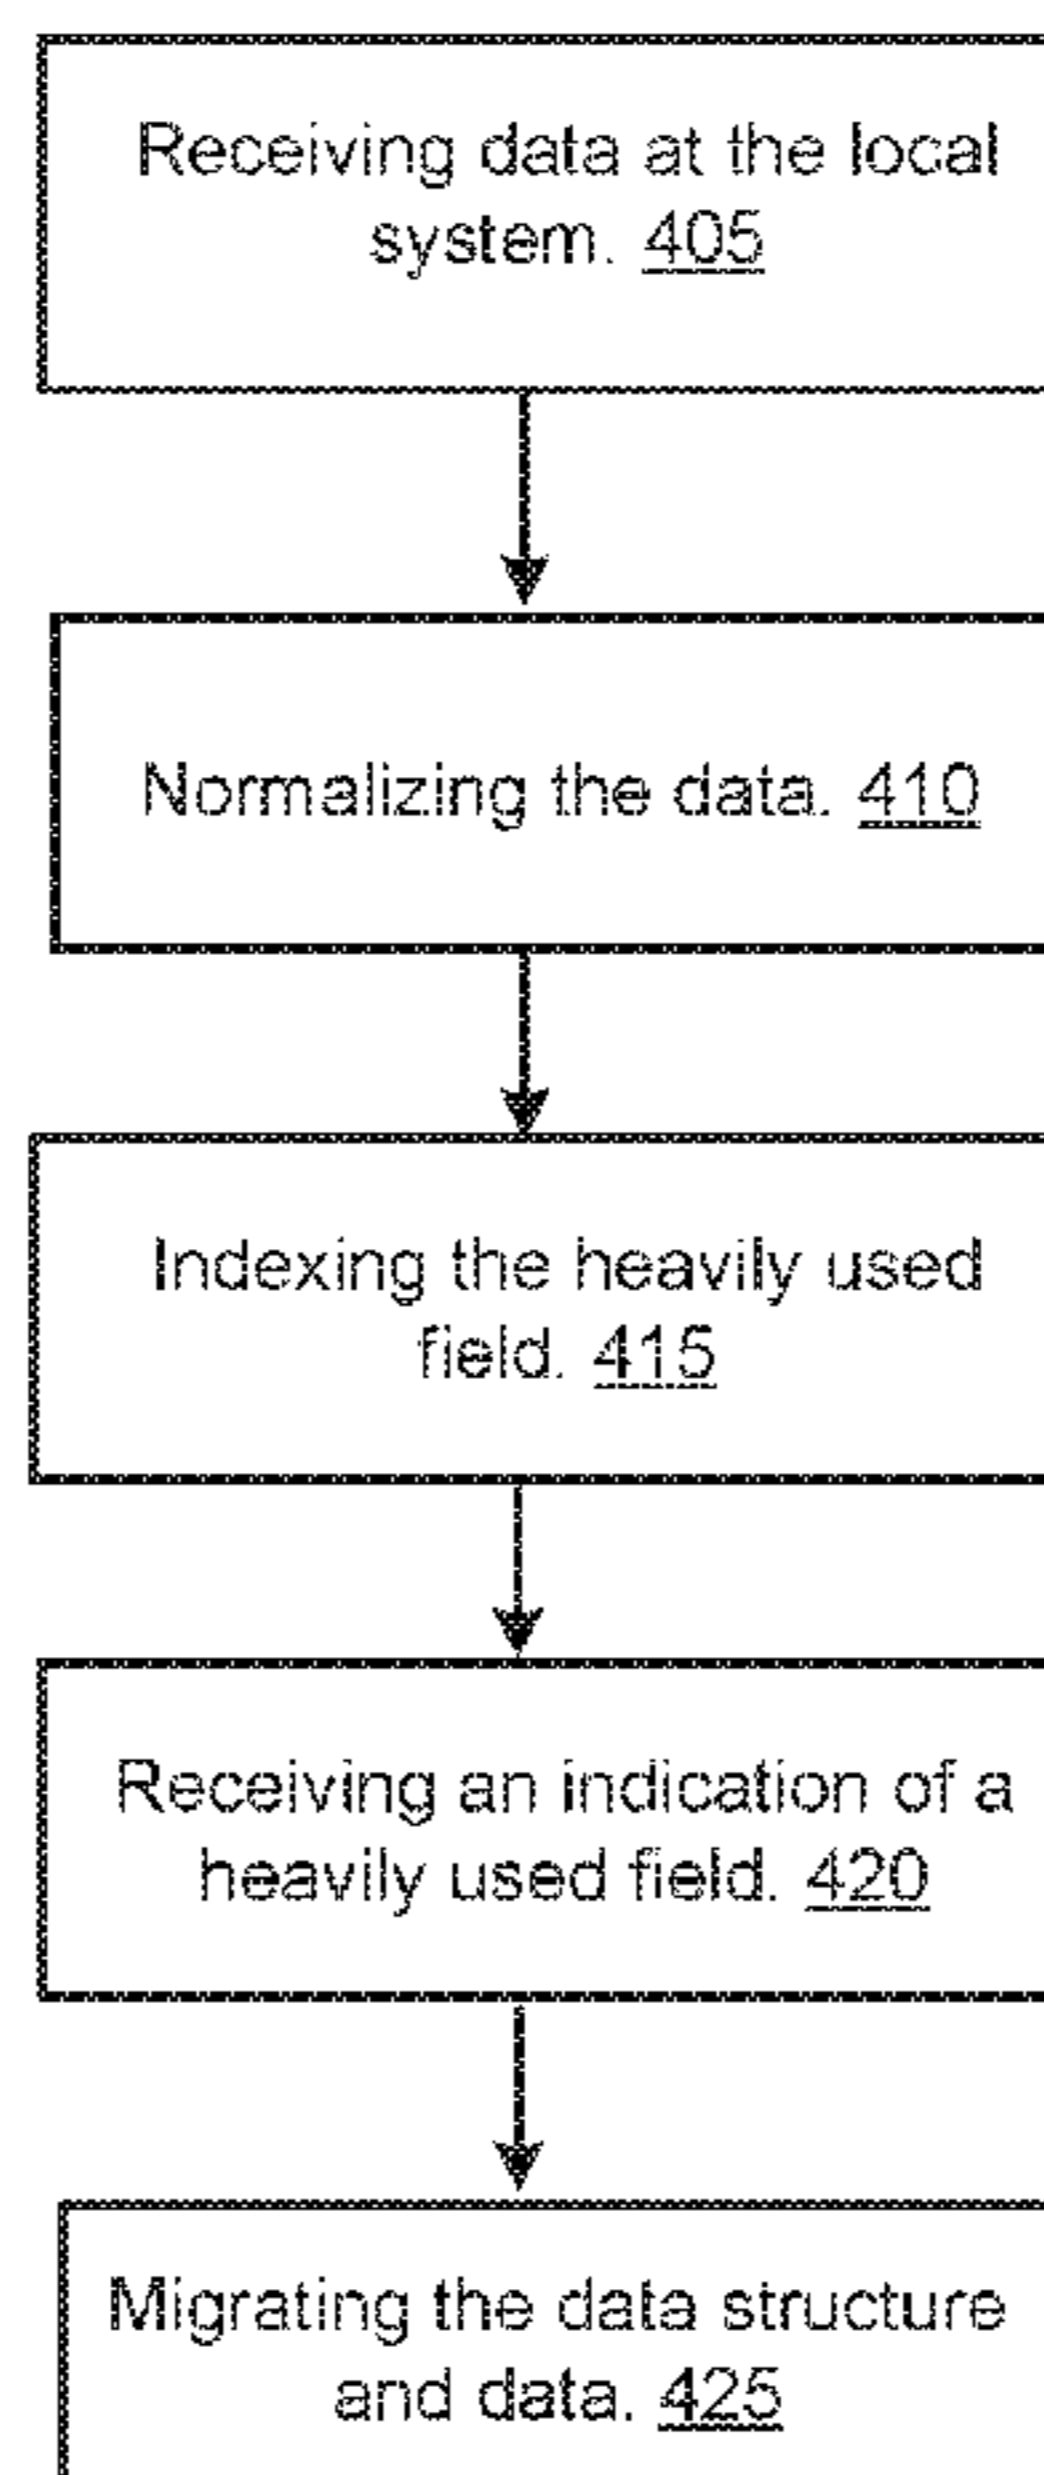 Receiving data at the local
system. 405
Normalizing the data. 410
Indexing the heavily used
field. 415
Receiving an indication of a
heavily used field. 420
Migrating the data structure
and data. 425